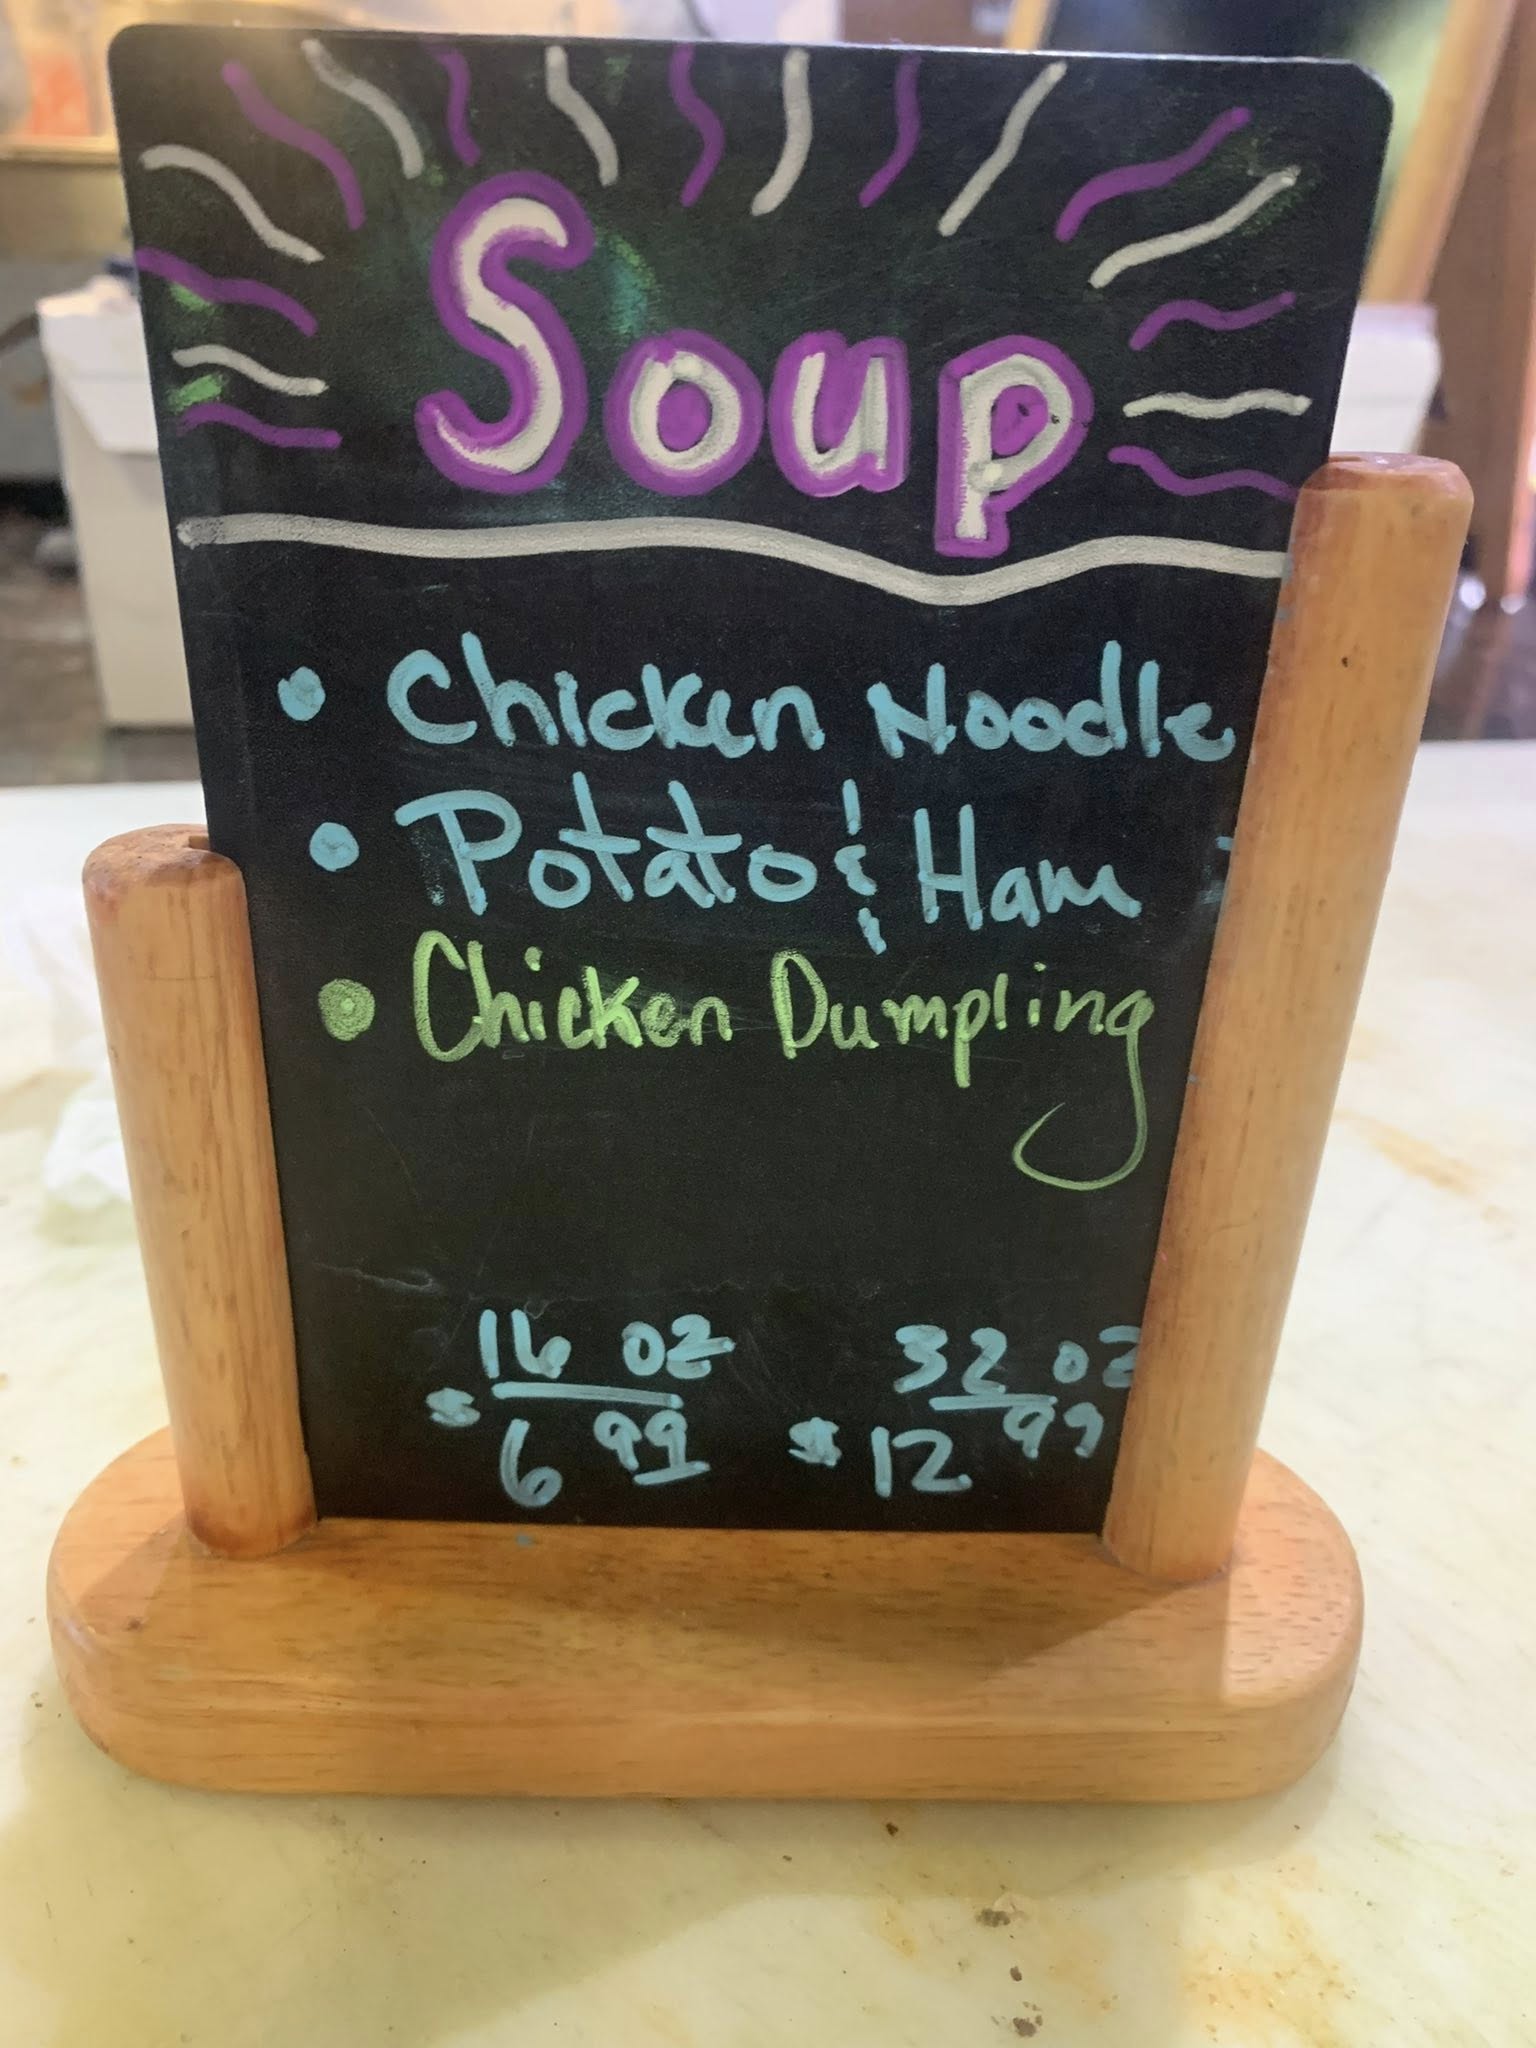 Soup
• Chicken Noodle
• Potato & Ham
• Chicken Dumpling
16 oz 32 oz
$6 99 $12 99